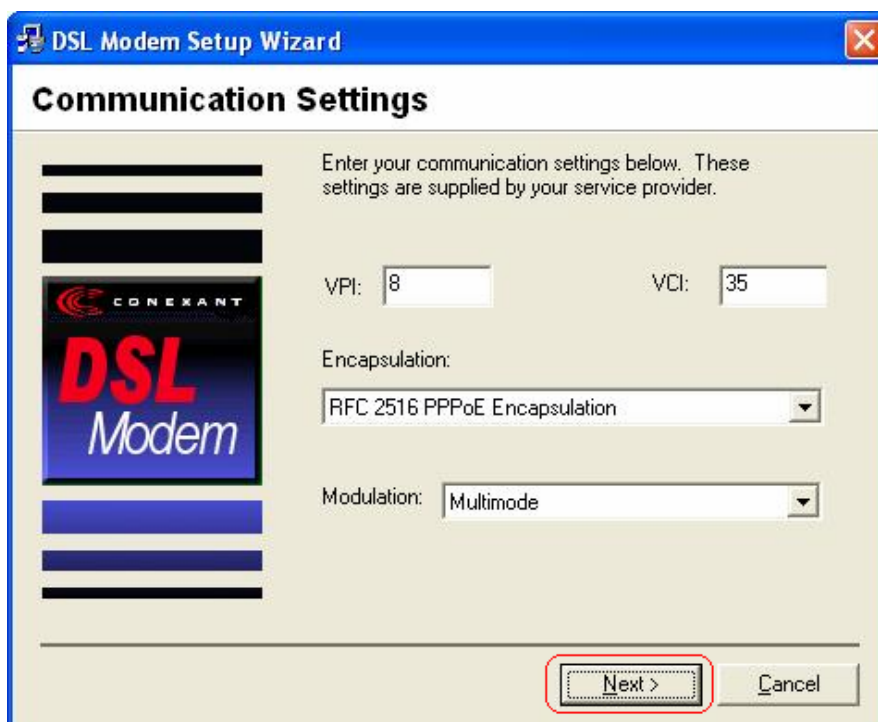 DSL Modem Setup Wizard
Communication Settings
Enter your communication settings below. These
settings are supplied by your service provider.
VPI: 8 VCI: 35
CONEXANT
DSL
Modem
Encapsulation:
RFC 2516 PPPoE Encapsulation
Modulation: Multimode
Next > Cancel